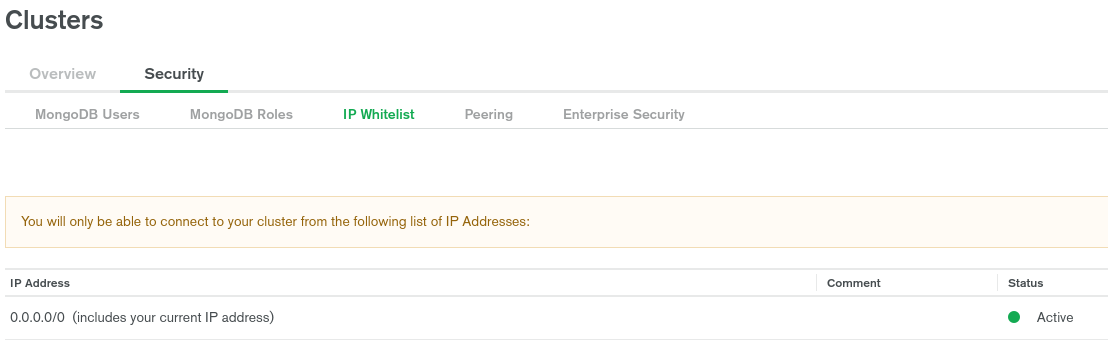 Clusters
Overview Security
MongoDB Users MongoDB Roles IP Whitelist Peering Enterprise Security
You will only be able to connect to your cluster from the following list of IP Addresses:
IP Address Comment Status
0.0.0.0/0 (includes your current IP address) Active